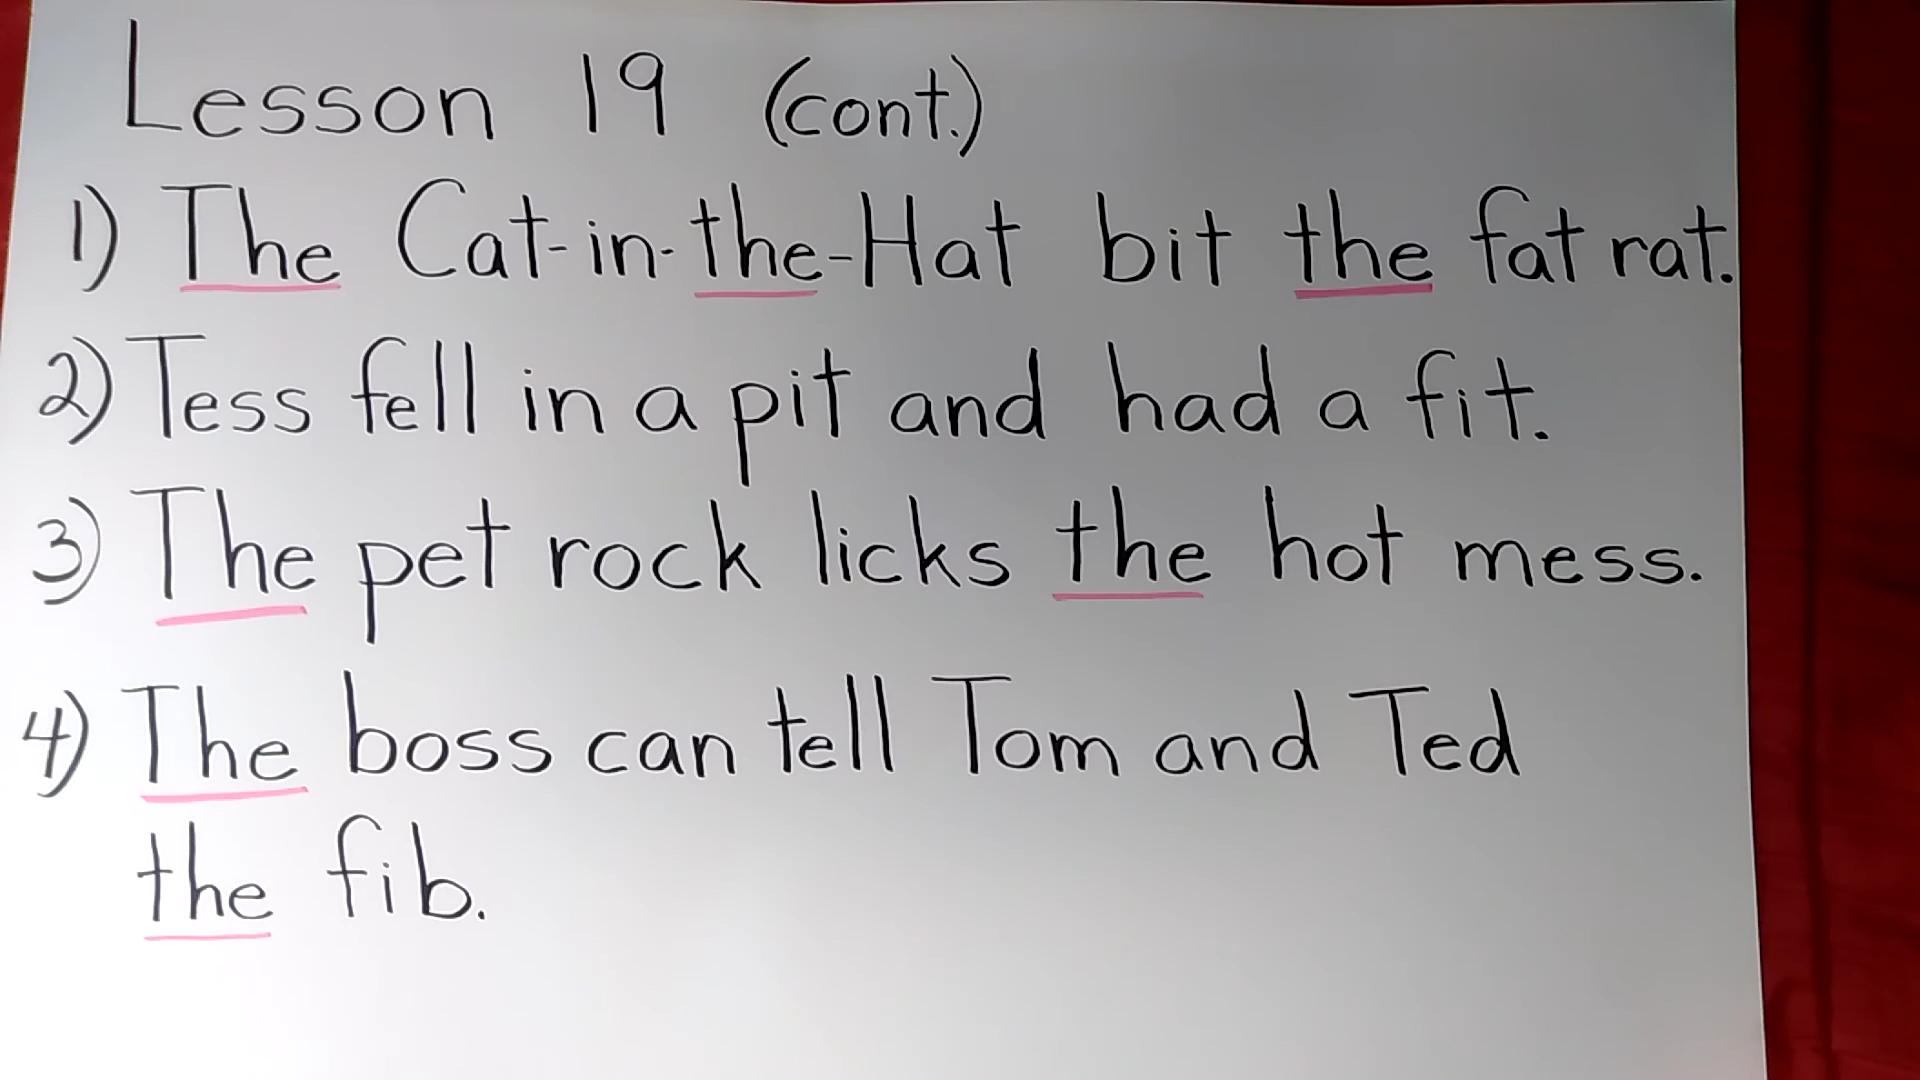 Lesson 19 (cont.)
1) The Cat-in-the-Hat bit the fat rat.
2) Tess fell in a pit and had a fit.
3) The pet rock licks the hot mess.
4) The boss can tell Tom and Ted
the fib.